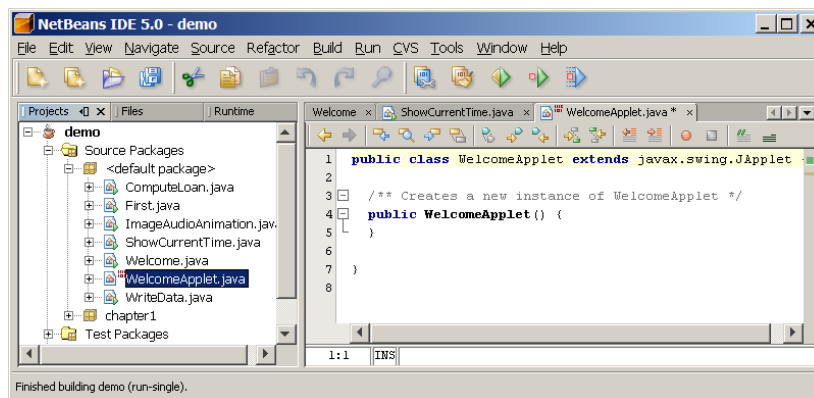 NetBeans IDE 5.0 - demo
File Edit View Navigate Source Refactor Build Run CVS Tools Window Help
Projects Files Runtime
Welcome ShowCurrentTime.java WelcomeApplet.java *
demo
Source Packages
<default package>
ComputeLoan.java
First.java
ImageAudioAnimation.jav
ShowCurrentTime.java
Welcome.java
WelcomeApplet.java
WriteData.java
chapter1
Test Packages
1 public class WelcomeApplet extends javax.swing.JApplet
2
3 /** Creates a new instance of WelcomeApplet */
4 public WelcomeApplet() {
5 }
6
7 }
8
1:1 INS
Finished building demo (run-single).